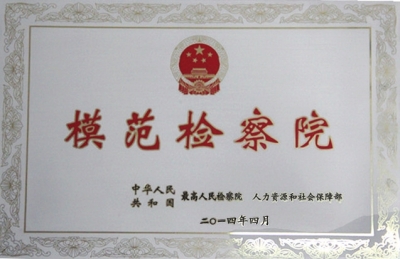 模范检察院
中华人民
共和国 最高人民检察院 人力资源和社会保障部
二〇一四年四月